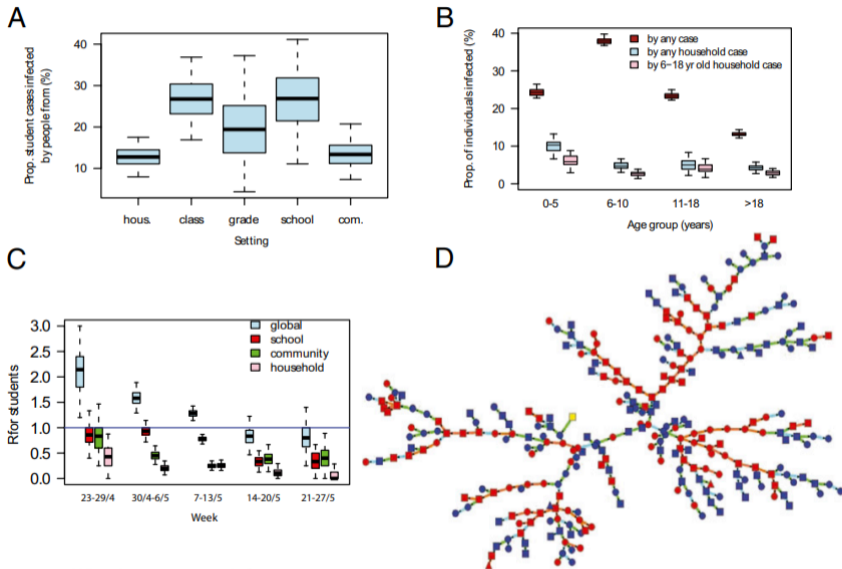 A
Prop. student cases infected
by people from (%)
40
30
20
10
hous.
class
grade
school
com.
Setting
B
Prop. of individuals infected (%)
40
30
20
10
0
by any case
by any household case
by 6-18 yr old household case
0-5
6-10
11-18
>18
Age group (years)
C
Rfor students
3.0
2.5
2.0
1.5
1.0
0.5
0.0
global
school
community
household
23-29/4
30/4-6/5
7-13/5
14-20/5
21-27/5
Week
D